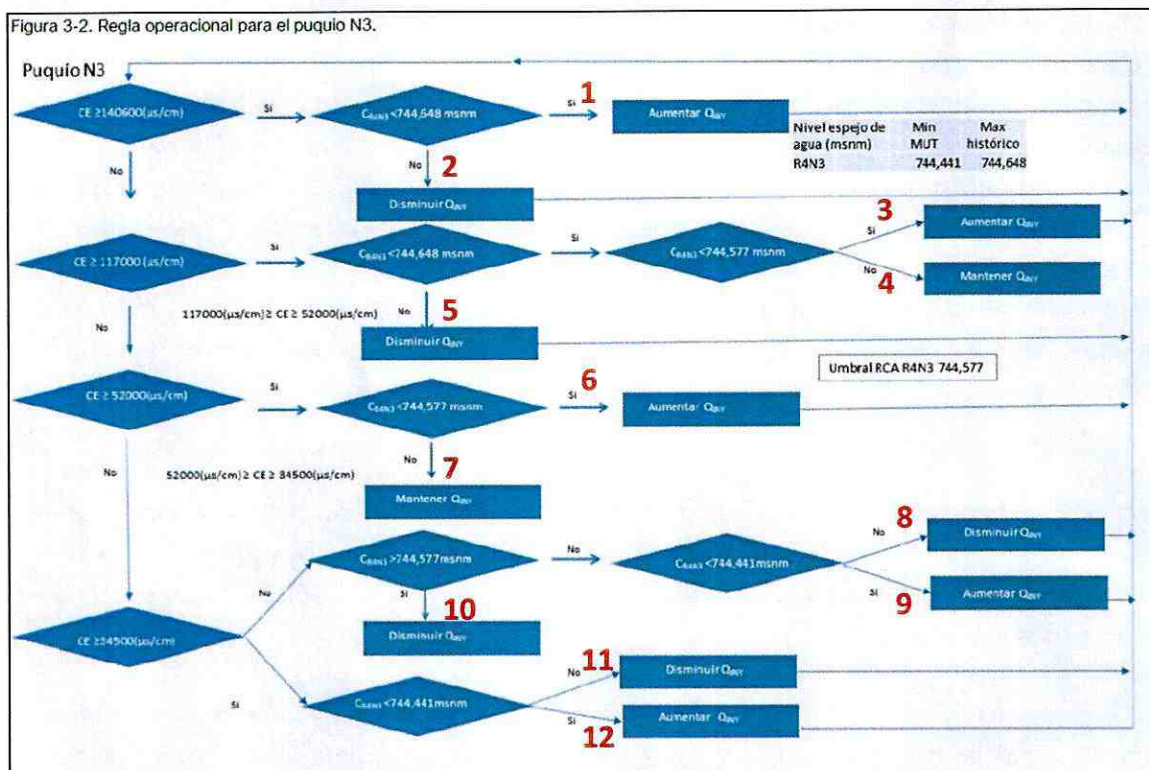 Figura 3-2. Regla operacional para el puquio N3.
Puquío N3
CE ≥140600(µs/cm)
Si
C_R4N3 <744,648 msnm
Si
1
Aumentar Q_INY
Nivel espejo de agua (msnm)
Min MUT
Max histórico
R4N3
744,441
744,648
No
No
2
Disminuir Q_INY
CE ≥ 117000 (µs/cm)
Si
C_R4N3 <744,648 msnm
Si
C_R4N3 <744,577 msnm
Si
3
Aumentar Q_INY
No
4
Mantener Q_INY
No
117000(µs/cm)≥ CE ≥ 52000(µs/cm)
No
5
Disminuir Q_INY
Umbral RCA R4N3 744,577
CE ≥ 52000(µs/cm)
Si
C_R4N3 <744,577 msnm
Si
6
Aumentar Q_INY
No
52000(µs/cm)≥ CE ≥ 34500(µs/cm)
No
7
Mantener Q_INY
C_R4N3 >744,577msnm
No
C_R4N3 <744,441msnm
No
8
Disminuir Q_INY
Si
9
Aumentar Q_INY
Si
10
Disminuir Q_INY
CE ≥34500(µs/cm)
No
Si
C_R4N3 <744,441msnm
No
11
Disminuir Q_INY
Si
12
Aumentar Q_INY